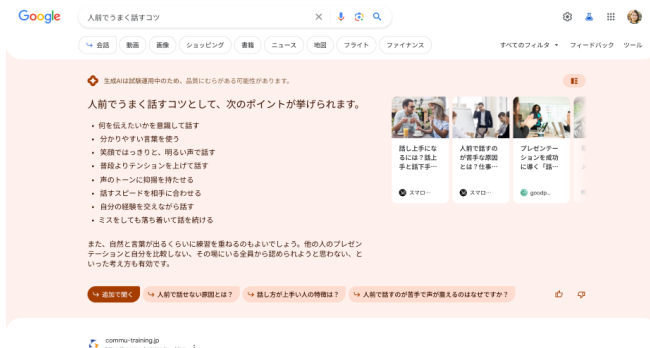 Google
人前でうまく話すコツ
会話 動画 画像 ショッピング 書籍 ニュース 地図 フライト ファイナンス
すべてのフィルタ フィードバック ツール
生成AIは試験運用中のため、品質にむらがある可能性があります。
人前でうまく話すコツとして、次のポイントが挙げられます。
• 何を伝えたいかを意識して話す
• 分かりやすい言葉を使う
• 笑顔ではっきりと、明るい声で話す
• 普段よりテンションを上げて話す
• 声のトーンに抑揚を持たせる
• 話すスピードを相手に合わせる
• 自分の経験を交えながら話す
• ミスをしても落ち着いて話を続ける
また、自然と言葉が出るくらいに練習を重ねるのもよいでしょう。他の人のプレゼン
テーションと自分を比較しない、その場にいる全員から認められようと思わない、と
いった考え方も有効です。
話し上手にな
るには？話上
手と話下手…
スマロ…
人前で話すの
が苦手な原因
とは？仕事…
スマロ…
プレゼンテー
ションを成功
に導く「話…
goodp…
追加で聞く
人前で話せない原因とは？
話し方が上手い人の特徴は？
人前で話すのが苦手で声が震えるのはなぜですか？
commu-training.jp